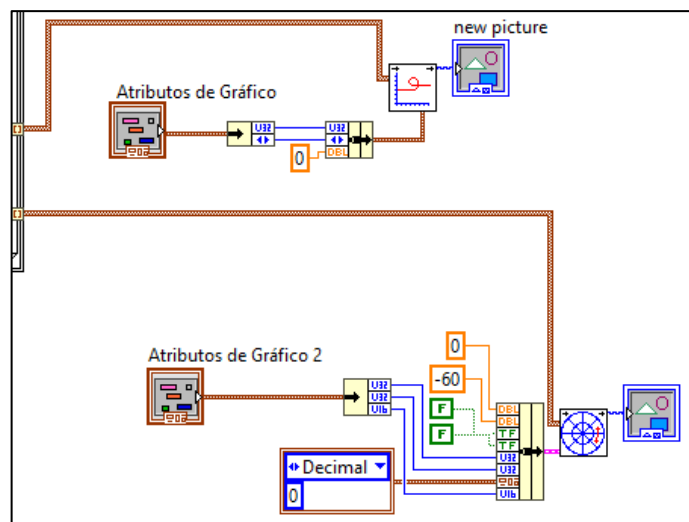 new picture
Atributos de Gráfico
U32
U32
0
DBL
Atributos de Gráfico 2
0
-60
U32
U32
U16
F
F
DBL
DBL
TF
TF
U32
U32
U16
Decimal
0